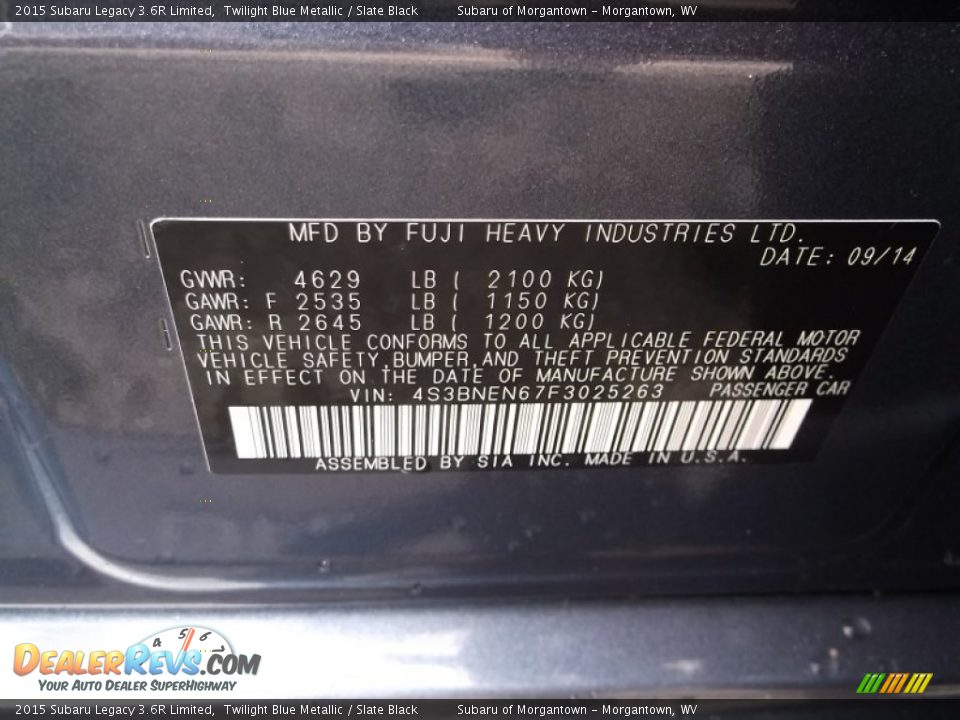 2015 Subaru Legacy 3.6R Limited, Twilight Blue Metallic / Slate Black Subaru of Morgantown - Morgantown, WV
MFD BY FUJI HEAVY INDUSTRIES LTD.
DATE: 09/14
GVWR: 4629 LB ( 2100 KG)
GAWR: F 2535 LB ( 1150 KG)
GAWR: R 2645 LB ( 1200 KG)
THIS VEHICLE CONFORMS TO ALL APPLICABLE FEDERAL MOTOR
VEHICLE SAFETY,BUMPER,AND THEFT PREVENTION STANDARDS
IN EFFECT ON THE DATE OF MANUFACTURE SHOWN ABOVE.
VIN: 4S3BNEN67F3025263 PASSENGER CAR
ASSEMBLED BY SIA INC. MADE IN U.S.A.
4 5 6
DEALERREVS.COM
YOUR AUTO DEALER SUPERHIGHWAY
2015 Subaru Legacy 3.6R Limited, Twilight Blue Metallic / Slate Black Subaru of Morgantown - Morgantown, WV